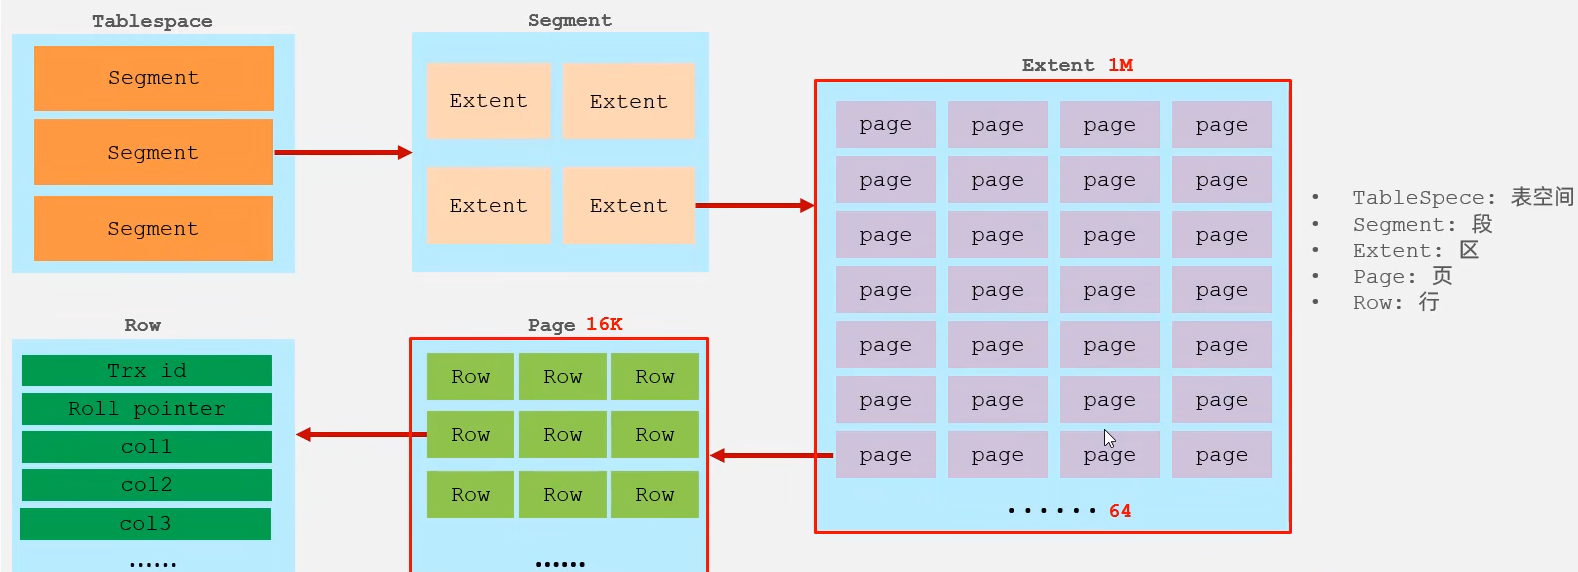 Tablespace
Segment
Segment
Segment
Segment
Extent Extent
Extent Extent
Extent 1M
page page page page
page page page page
page page page page
page page page page
page page page page
page page page page
page page page page
······ 64
• TableSpece: 表空间
• Segment: 段
• Extent: 区
• Page: 页
• Row: 行
Row
Trx id
Roll pointer
col1
col2
col3
······
Page 16K
Row Row Row
Row Row Row
Row Row Row
······